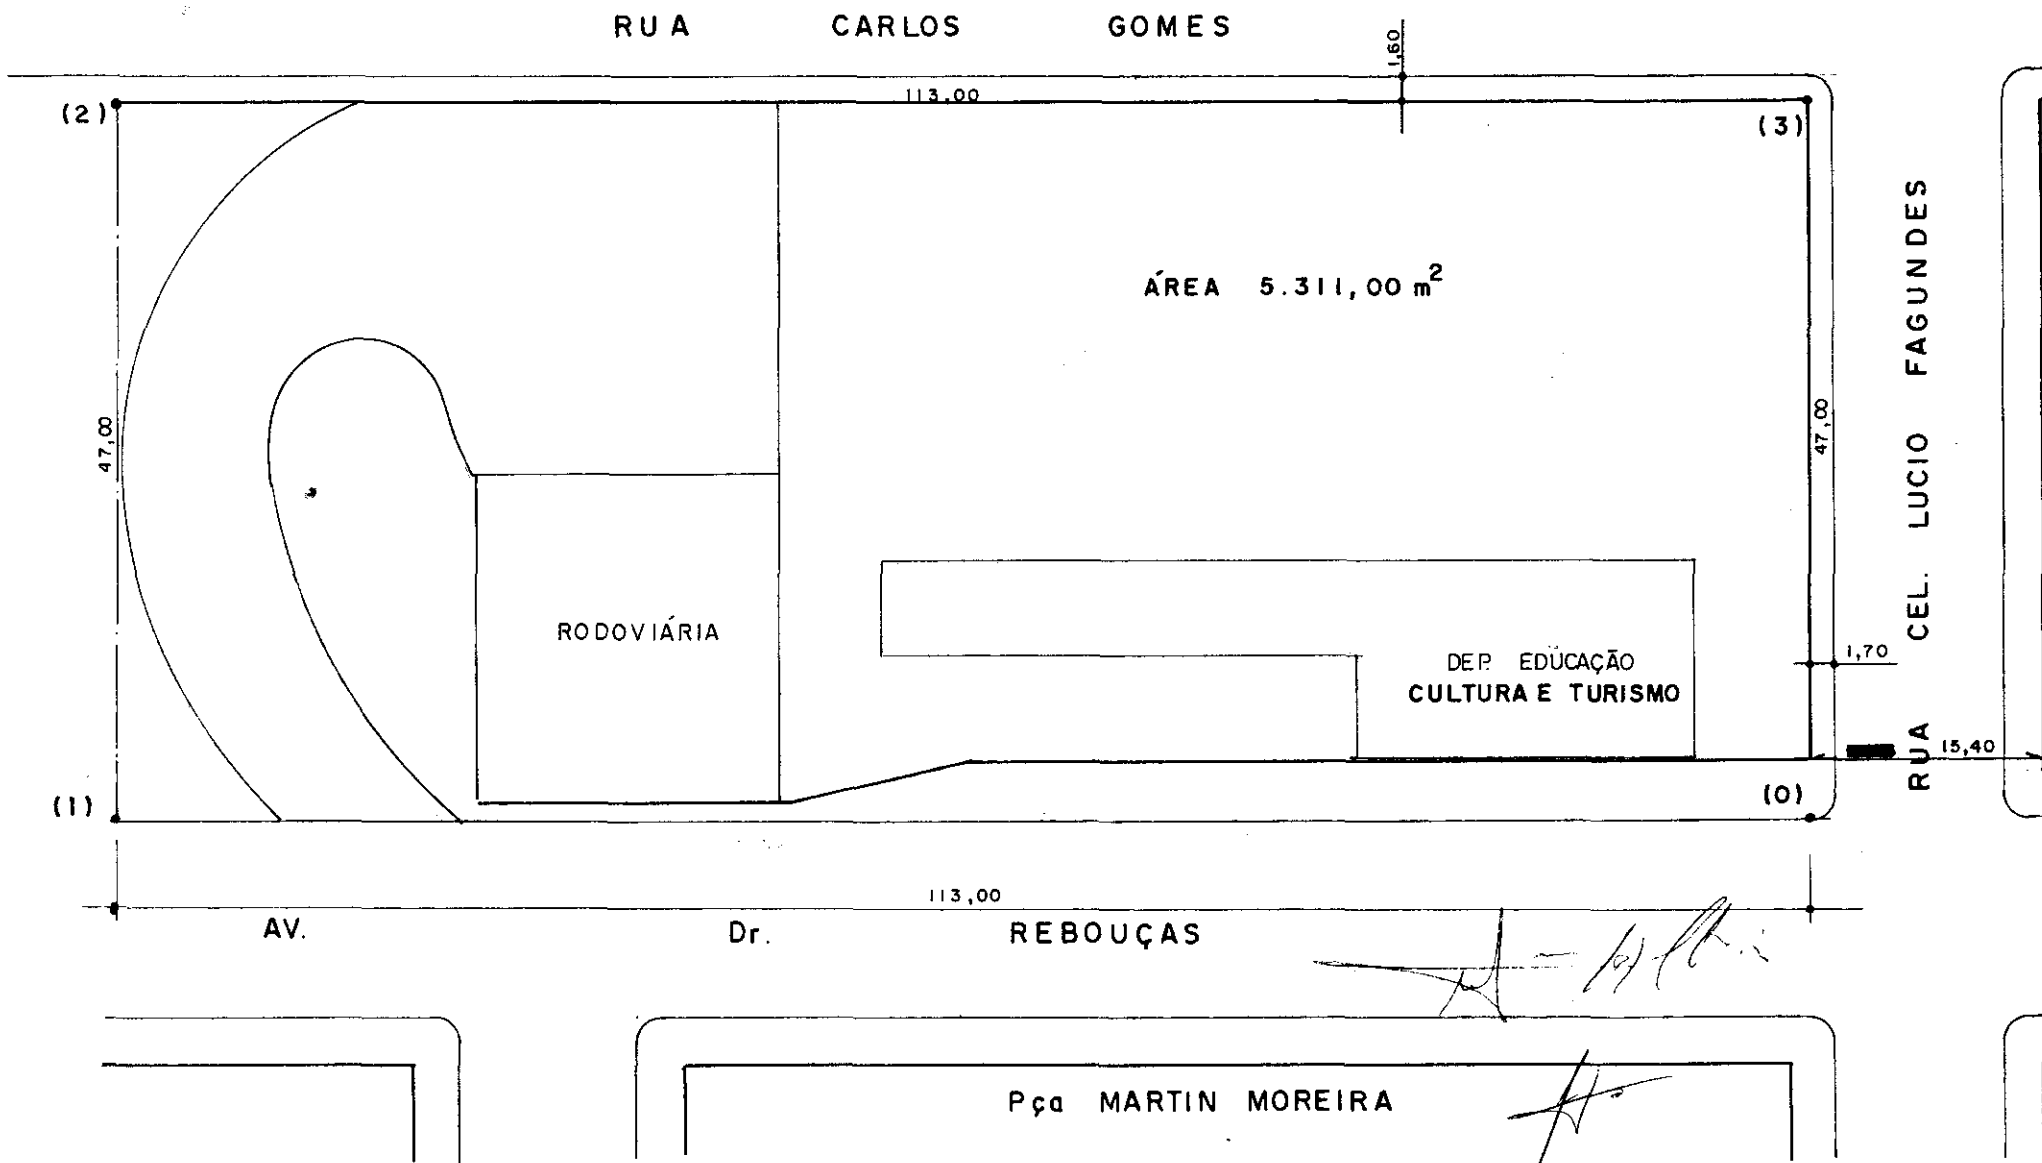 RUA CARLOS GOMES
1,60
(2)
113,00
(3)
ÁREA 5.311,00 m²
47,00
47,00
RUA CEL. LUCIO FAGUNDES
RODOVIÁRIA
DEP. EDUCAÇÃO
CULTURA E TURISMO
1,70
15,40
(1)
(0)
113,00
AV. Dr. REBOUÇAS
Pça MARTIN MOREIRA